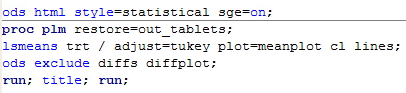 ods html style=statistical sge=on;
proc plm restore=out_tablets;
lsmeans trt / adjust=tukey plot=meanplot cl lines;
ods exclude diffs diffplot;
run; title; run;